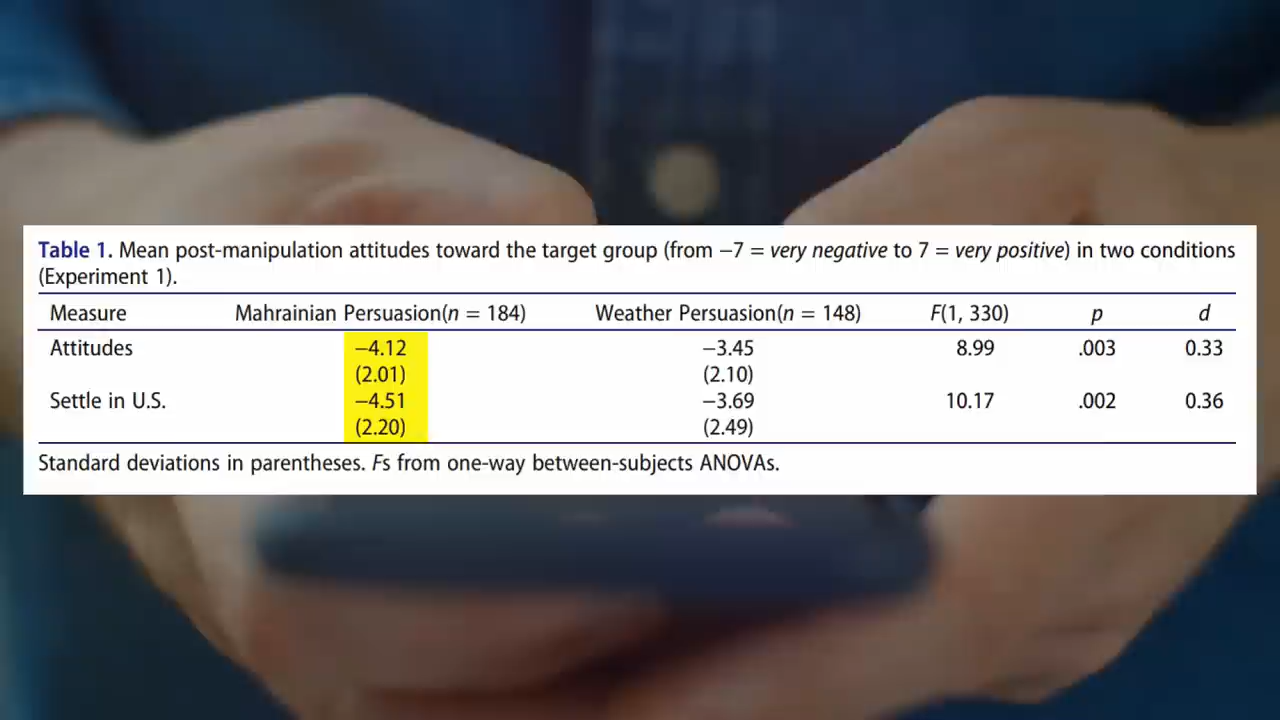 Table 1. Mean post-manipulation attitudes toward the target group (from −7 = very negative to 7 = very positive) in two conditions
(Experiment 1).
Measure Mahrainian Persuasion(n = 184) Weather Persuasion(n = 148) F(1, 330) p d
Attitudes −4.12 −3.45 8.99 .003 0.33
(2.01) (2.10)
Settle in U.S. −4.51 −3.69 10.17 .002 0.36
(2.20) (2.49)
Standard deviations in parentheses. Fs from one-way between-subjects ANOVAs.